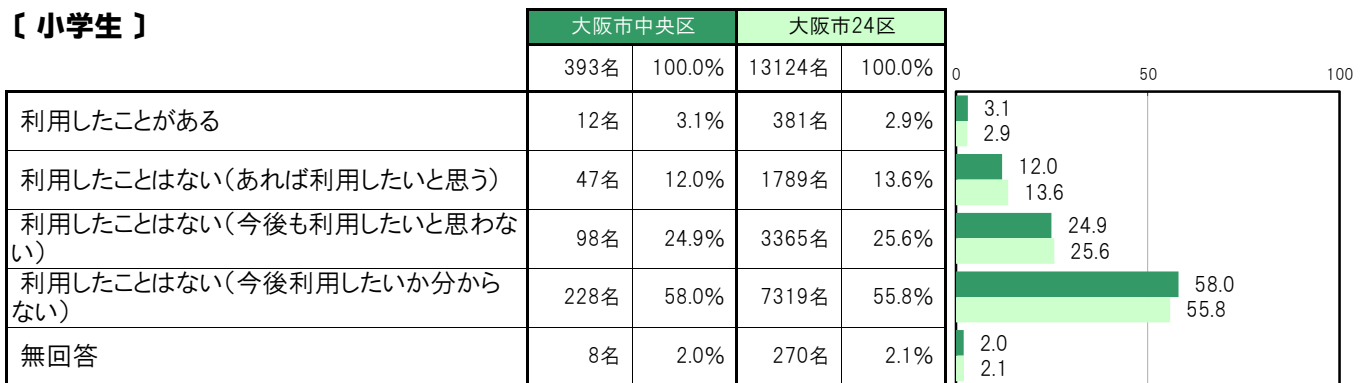 〔 小学生 〕
大阪市中央区 大阪市24区
393名 100.0% 13124名 100.0%
0 50 100
利用したことがある 12名 3.1% 381名 2.9%
3.1
2.9
利用したことはない（あれば利用したいと思う） 47名 12.0% 1789名 13.6%
12.0
13.6
利用したことはない（今後も利用したいと思わな
い） 98名 24.9% 3365名 25.6%
24.9
25.6
利用したことはない（今後利用したいか分から
ない） 228名 58.0% 7319名 55.8%
58.0
55.8
無回答 8名 2.0% 270名 2.1%
2.0
2.1